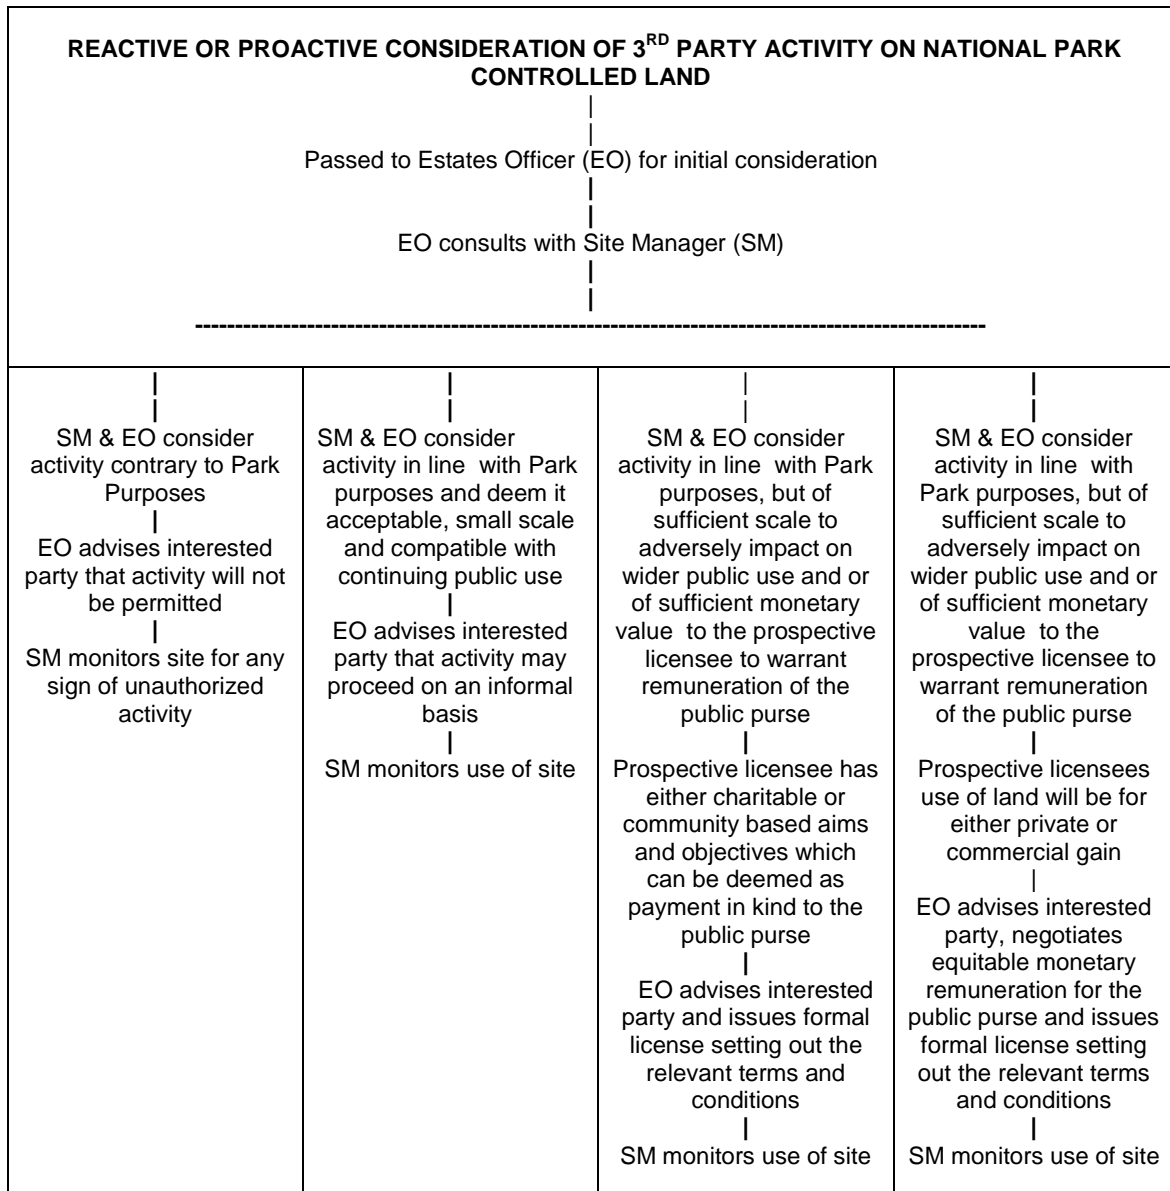 REACTIVE OR PROACTIVE CONSIDERATION OF 3RD PARTY ACTIVITY ON NATIONAL PARK
CONTROLLED LAND
Passed to Estates Officer (EO) for initial consideration
EO consults with Site Manager (SM)
SM & EO consider
activity contrary to Park
Purposes
EO advises interested
party that activity will not
be permitted
SM monitors site for any
sign of unauthorized
activity
SM & EO consider
activity in line with Park
purposes and deem it
acceptable, small scale
and compatible with
continuing public use
EO advises interested
party that activity may
proceed on an informal
basis
SM monitors use of site
SM & EO consider
activity in line with Park
purposes, but of
sufficient scale to
adversely impact on
wider public use and or
of sufficient monetary
value to the prospective
licensee to warrant
remuneration of the
public purse
Prospective licensee has
either charitable or
community based aims
and objectives which
can be deemed as
payment in kind to the
public purse
EO advises interested
party and issues formal
license setting out the
relevant terms and
conditions
SM monitors use of site
SM & EO consider
activity in line with
Park purposes, but of
sufficient scale to
adversely impact on
wider public use and or
of sufficient monetary
value to the
prospective licensee to
warrant remuneration
of the public purse
Prospective licensees
use of land will be for
either private or
commercial gain
EO advises interested
party, negotiates
equitable monetary
remuneration for the
public purse and issues
formal license setting
out the relevant terms
and conditions
SM monitors use of site